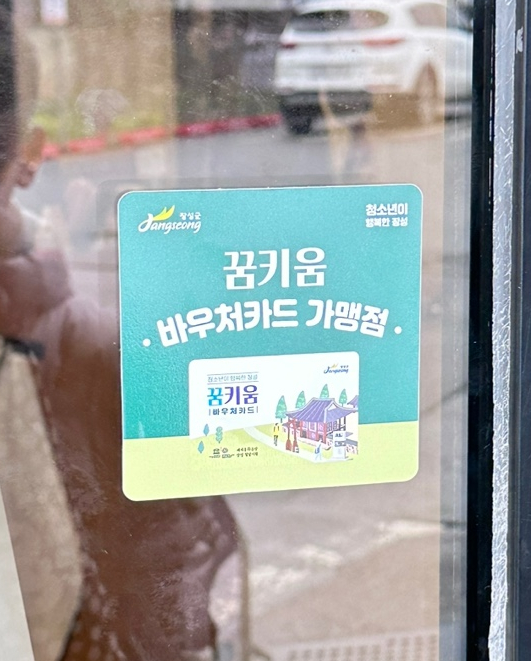 장성군
Jangseong
청소년이
행복한 장성
꿈키움
· 바우처카드 가맹점 ·
청소년이 행복한 장성
꿈키움
바우처카드